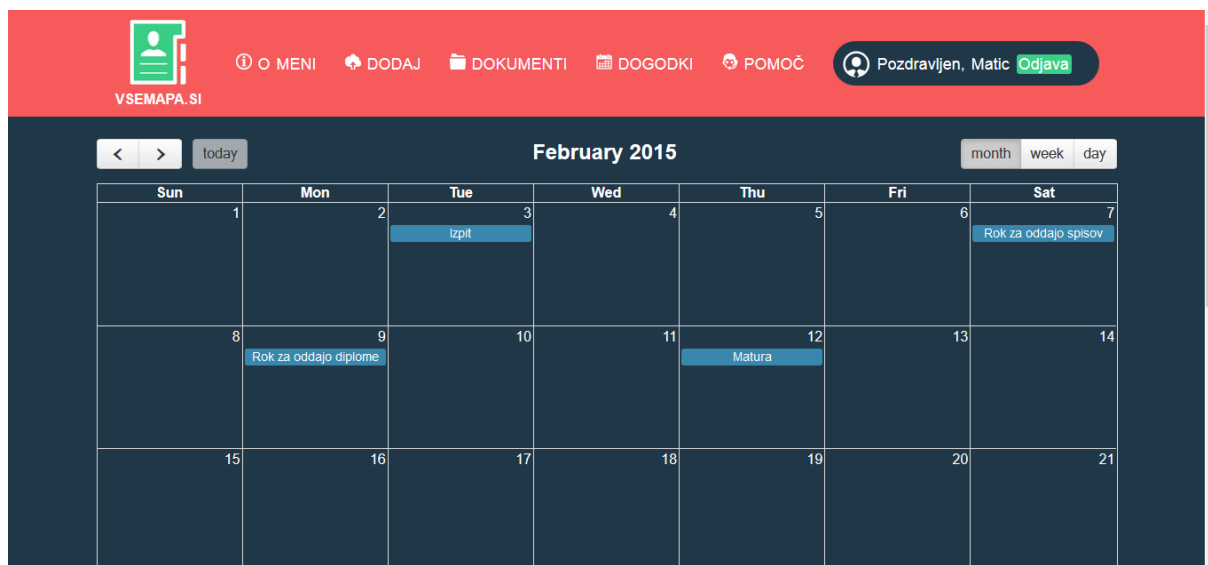 O MENI DODAJ DOKUMENTI DOGODKI POMOČ Pozdravljen, Matic Odjava
VSEMAPA.SI
today February 2015 month week day
Sun Mon Tue Wed Thu Fri Sat
1 2 3 4 5 6 7
Izpit Rok za oddajo spisov
8 9 10 11 12 13 14
Rok za oddajo diplome Matura
15 16 17 18 19 20 21